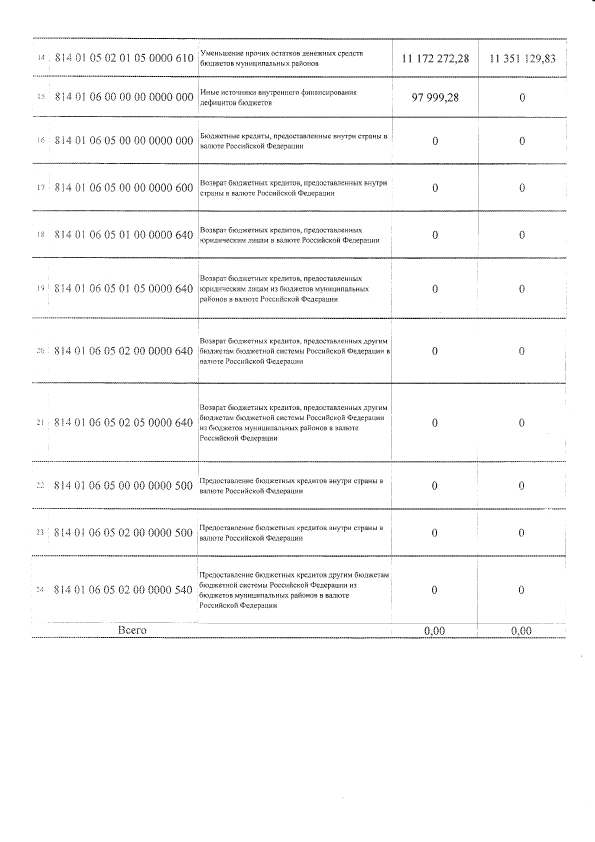 14 814 01 05 02 01 05 0000 610 Уменьшение прочих остатков денежных средств
бюджетов муниципальных районов 11 172 272,28 11 351 129,83
15 814 01 06 00 00 00 0000 000 Иные источники внутреннего финансирования
дефицитов бюджетов 97 999,28 0
16 814 01 06 05 00 00 0000 000 Бюджетные кредиты, предоставленные внутри страны в
валюте Российской Федерации 0 0
17 814 01 06 05 00 00 0000 600 Возврат бюджетных кредитов, предоставленных внутри
страны в валюте Российской Федерации 0 0
18 814 01 06 05 01 00 0000 640 Возврат бюджетных кредитов, предоставленных
юридическим лицам в валюте Российской Федерации 0 0
19 814 01 06 05 01 05 0000 640 Возврат бюджетных кредитов, предоставленных
юридическим лицам из бюджетов муниципальных
районов в валюте Российской Федерации 0 0
20 814 01 06 05 02 00 0000 640 Возврат бюджетных кредитов, предоставленных другим
бюджетам бюджетной системы Российской Федерации в
валюте Российской Федерации 0 0
21 814 01 06 05 02 05 0000 640 Возврат бюджетных кредитов, предоставленных другим
бюджетам бюджетной системы Российской Федерации
из бюджетов муниципальных районов в валюте
Российской Федерации 0 0
22 814 01 06 05 00 00 0000 500 Предоставление бюджетных кредитов внутри страны в
валюте Российской Федерации 0 0
23 814 01 06 05 02 00 0000 500 Предоставление бюджетных кредитов внутри страны в
валюте Российской Федерации 0 0
24 814 01 06 05 02 00 0000 540 Предоставление бюджетных кредитов другим бюджетам
бюджетной системы Российской Федерации из
бюджетов муниципальных районов в валюте
Российской Федерации 0 0
Всего 0,00 0,00